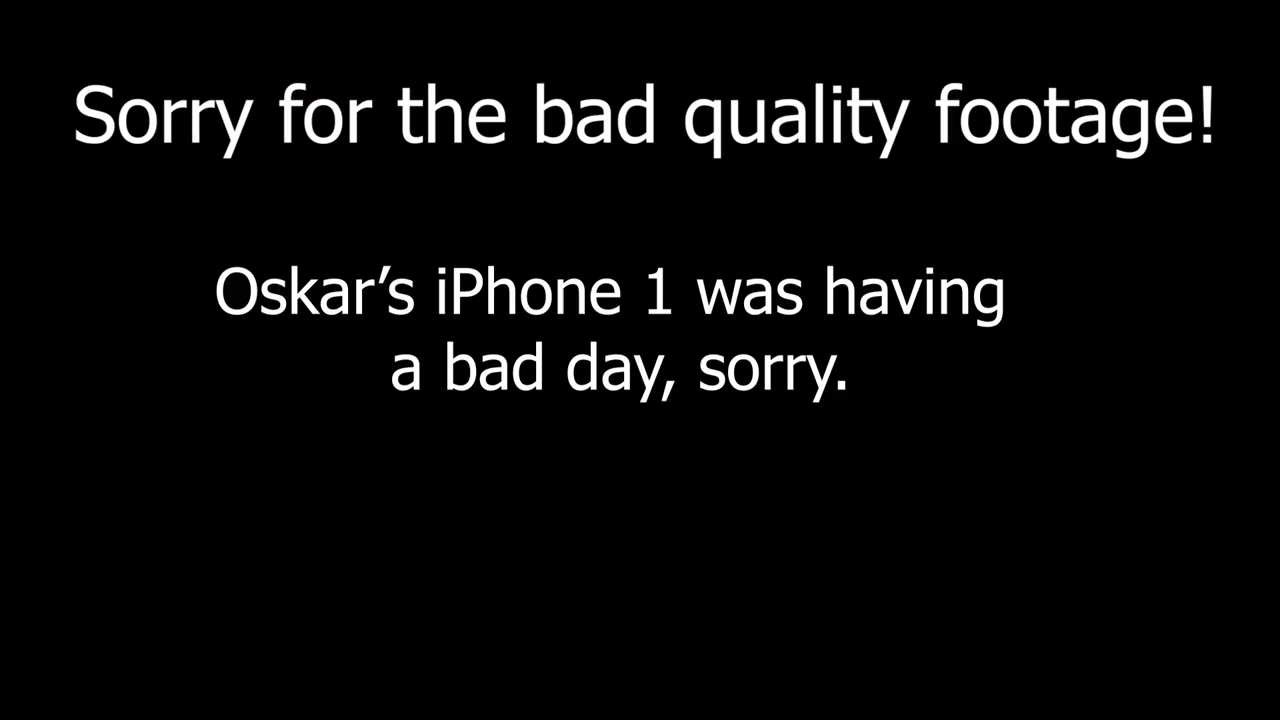 Sorry for the bad quality footage!
Oskar’s iPhone 1 was having
a bad day, sorry.